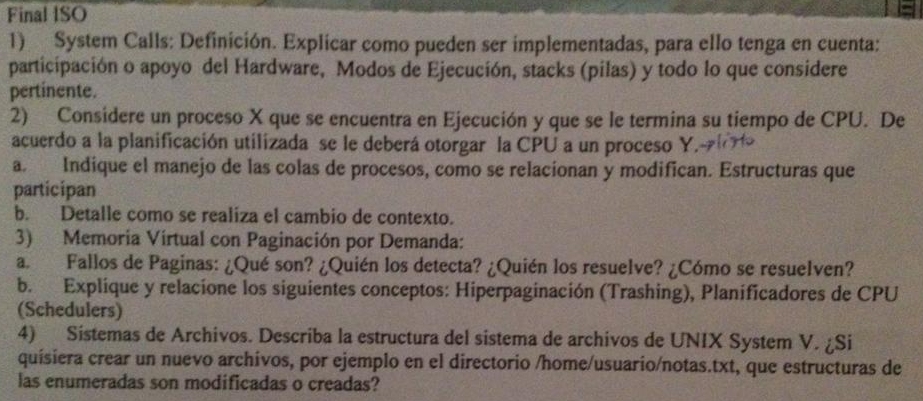 Final ISO
1) System Calls: Definición. Explicar como pueden ser implementadas, para ello tenga en cuenta:
participación o apoyo del Hardware, Modos de Ejecución, stacks (pilas) y todo lo que considere
pertinente.
2) Considere un proceso X que se encuentra en Ejecución y que se le termina su tiempo de CPU. De
acuerdo a la planificación utilizada se le deberá otorgar la CPU a un proceso Y.
a. Indique el manejo de las colas de procesos, como se relacionan y modifican. Estructuras que
participan
b. Detalle como se realiza el cambio de contexto.
3) Memoria Virtual con Paginación por Demanda:
a. Fallos de Paginas: ¿Qué son? ¿Quién los detecta? ¿Quién los resuelve? ¿Cómo se resuelven?
b. Explique y relacione los siguientes conceptos: Hiperpaginación (Trashing), Planificadores de CPU
(Schedulers)
4) Sistemas de Archivos. Describa la estructura del sistema de archivos de UNIX System V. ¿Si
quisiera crear un nuevo archivos, por ejemplo en el directorio /home/usuario/notas.txt, que estructuras de
las enumeradas son modificadas o creadas?